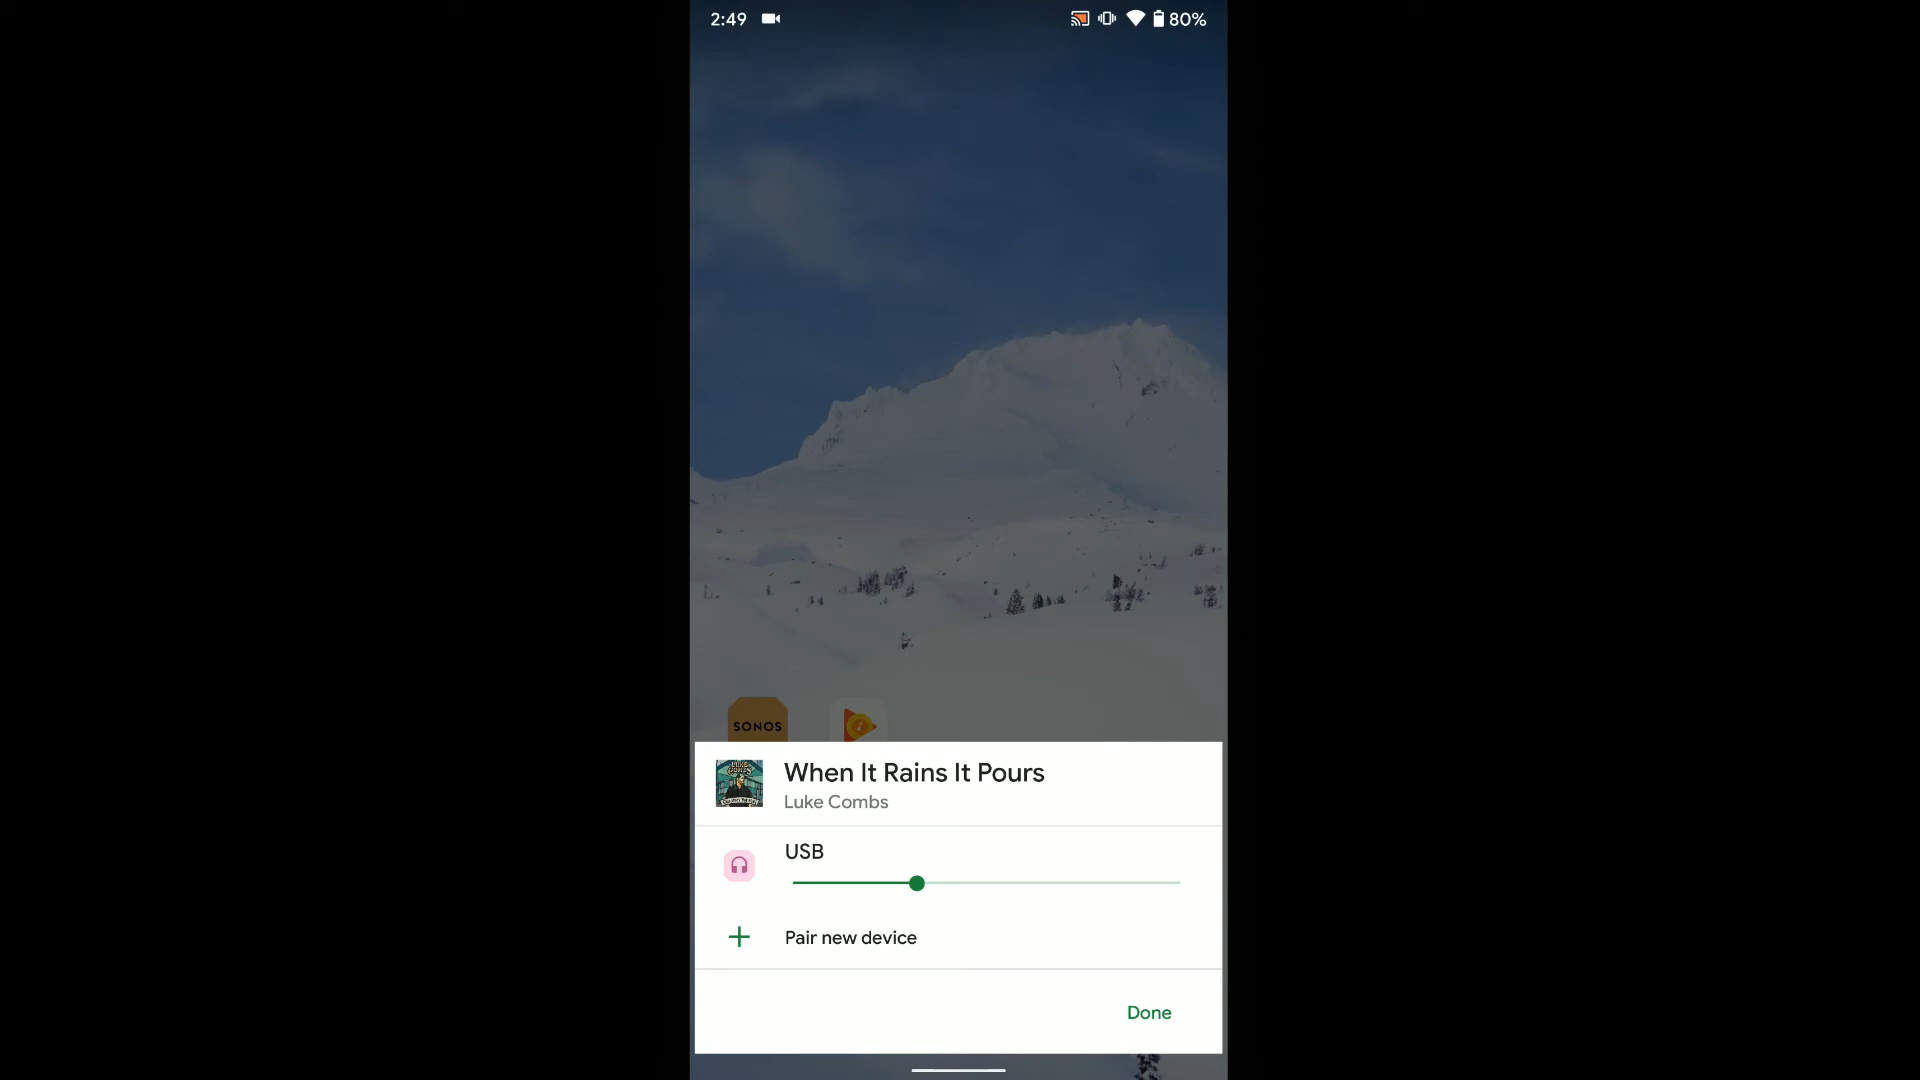 2:49
80%
SONOS
When It Rains It Pours
Luke Combs
USB
Pair new device
Done